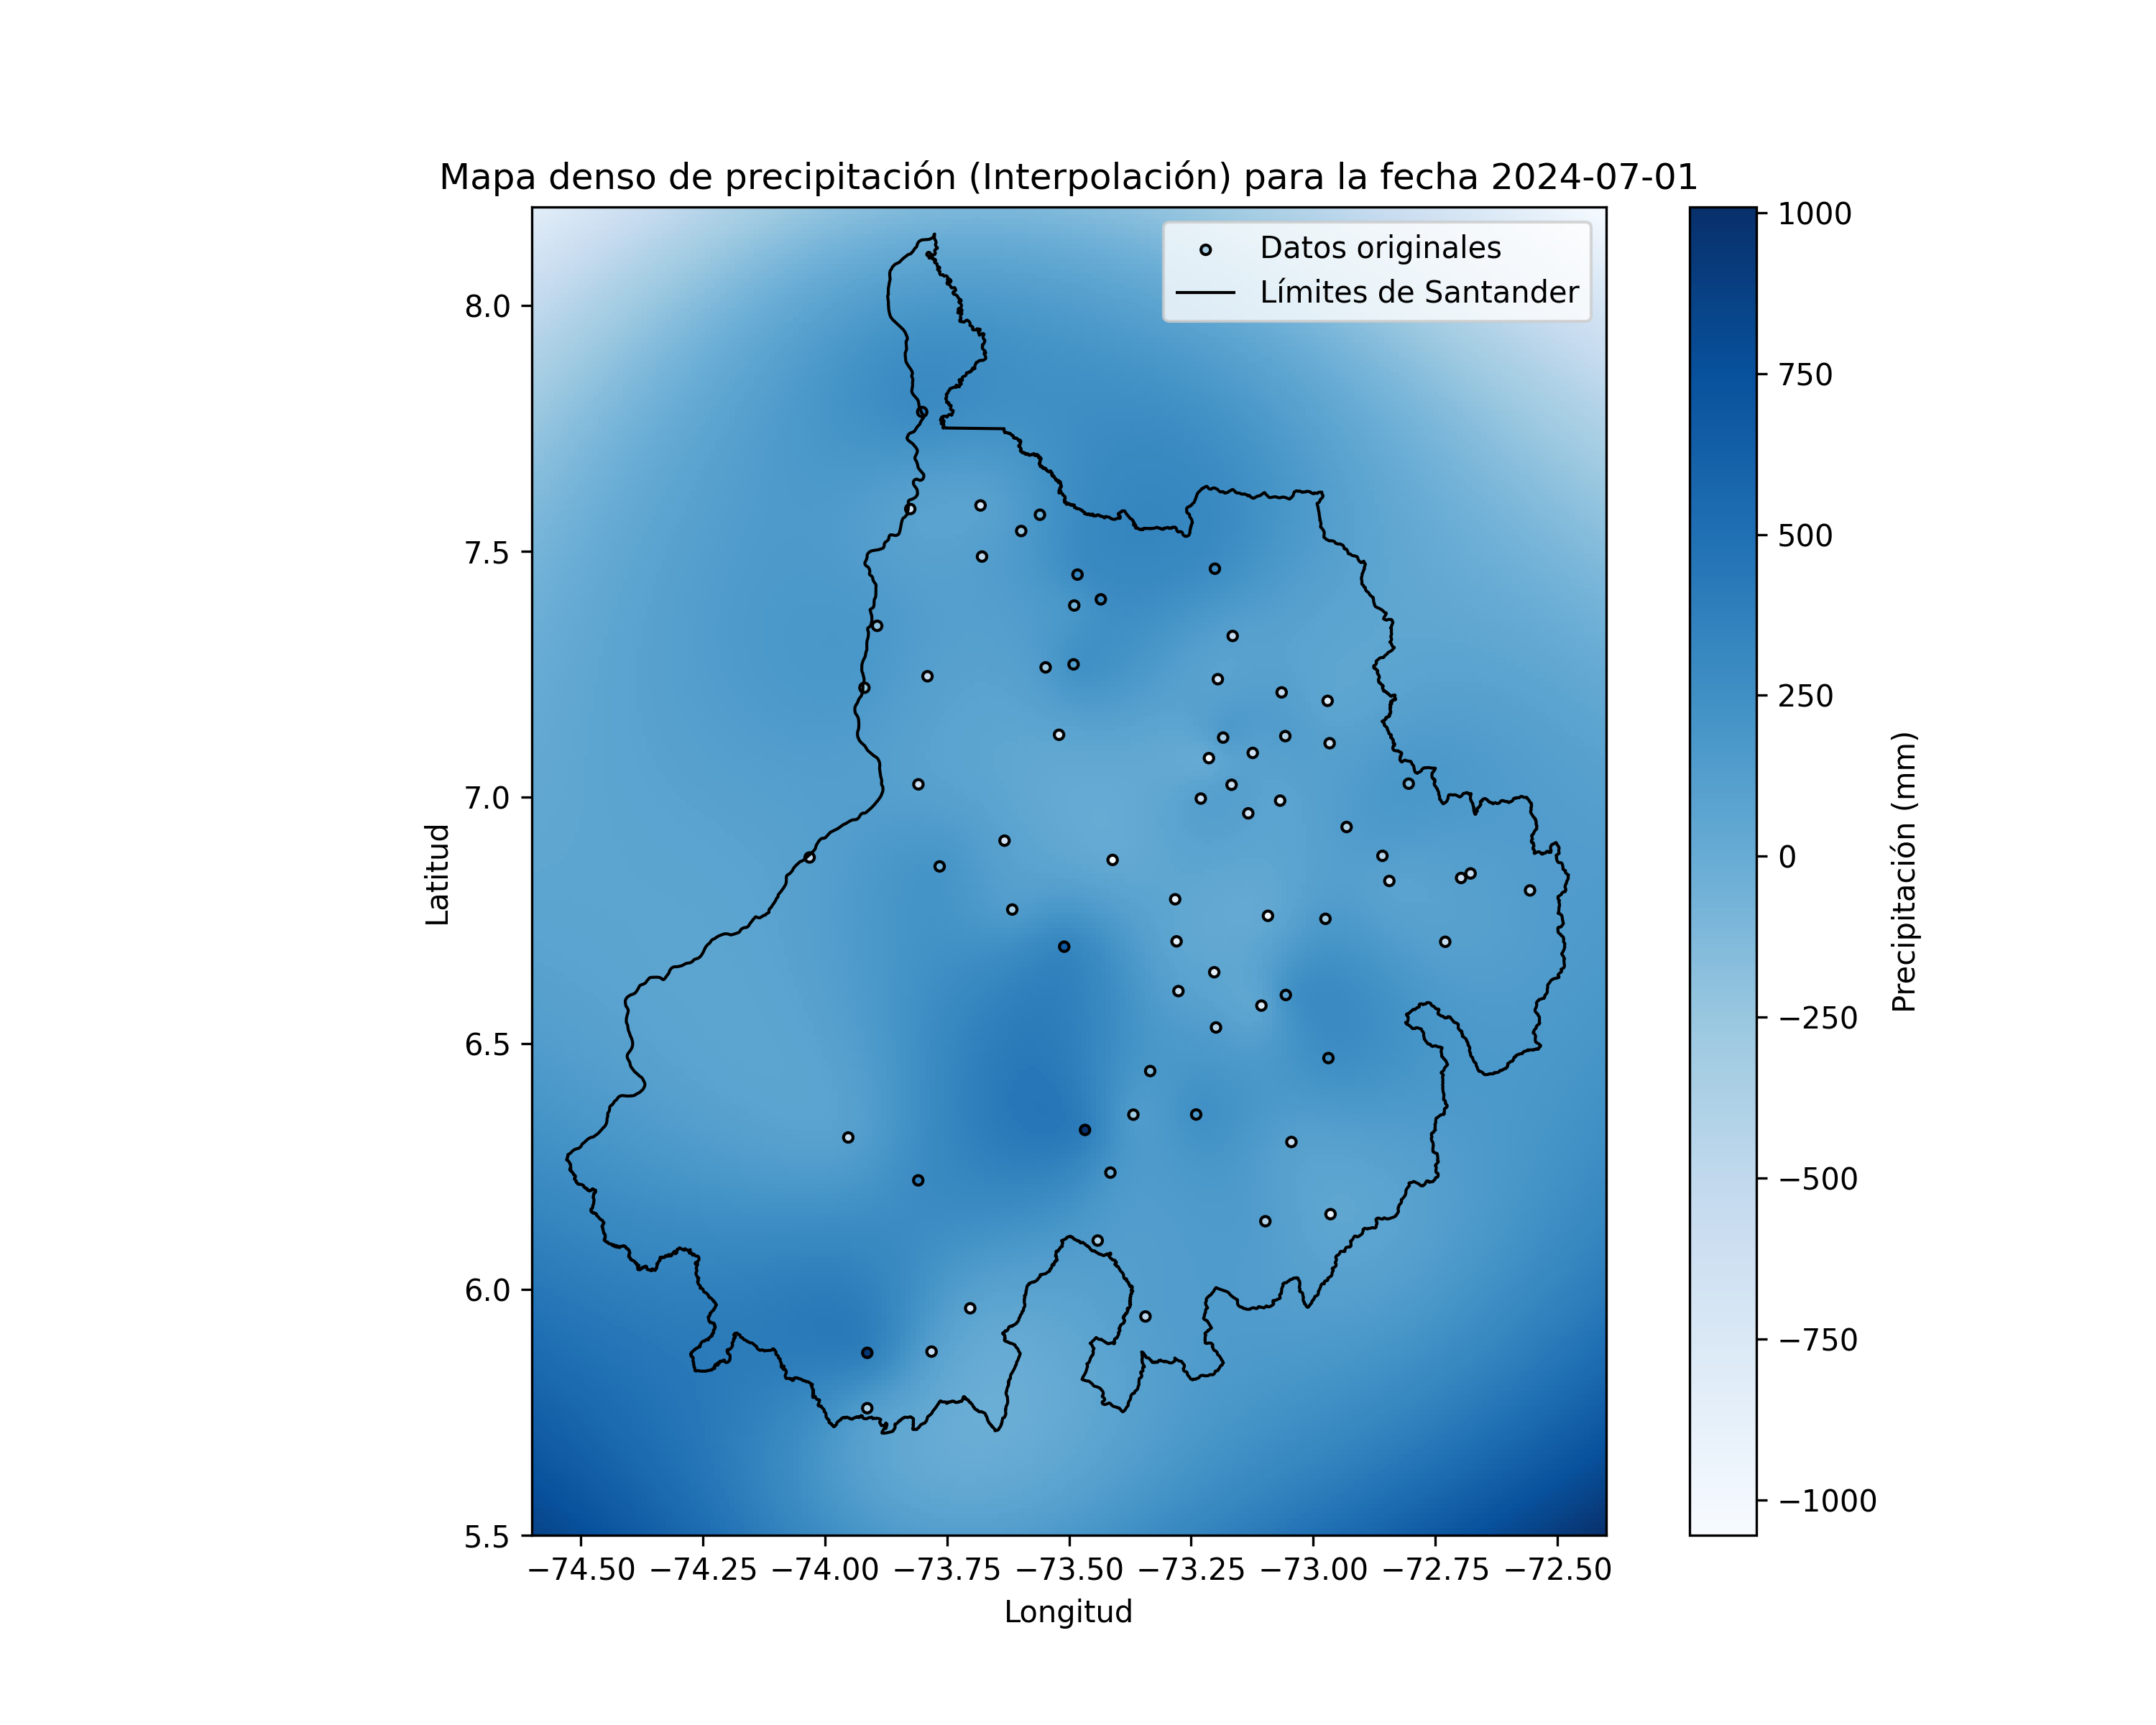 Mapa denso de precipitación (Interpolación) para la fecha 2024-07-01
Datos originales
Límites de Santander
8.0
7.5
7.0
6.5
6.0
5.5
Latitud
−74.50 −74.25 −74.00 −73.75 −73.50 −73.25 −73.00 −72.75 −72.50
Longitud
1000
750
500
250
0
−250
−500
−750
−1000
Precipitación (mm)